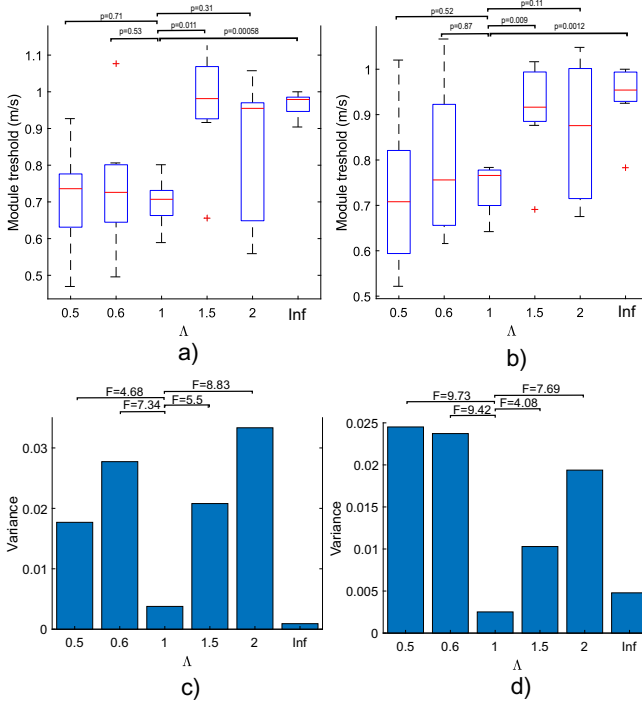 p=0.31
p=0.71
p=0.011
p=0.53
p=0.00058
1.1
1
0.9
0.8
0.7
0.6
0.5
Module treshold (m/s)
0.5 0.6 1 1.5 2 Inf
Λ
a)
p=0.11
p=0.52
p=0.009
p=0.87
p=0.0012
1
0.9
0.8
0.7
0.6
0.5
Module treshold (m/s)
0.5 0.6 1 1.5 2 Inf
Λ
b)
F=8.83
F=4.68
F=5.5
F=7.34
0.03
0.02
0.01
0
Variance
0.5 0.6 1 1.5 2 Inf
Λ
c)
F=7.69
F=9.73
F=4.08
F=9.42
0.025
0.02
0.015
0.01
0.005
0
Variance
0.5 0.6 1 1.5 2 Inf
Λ
d)